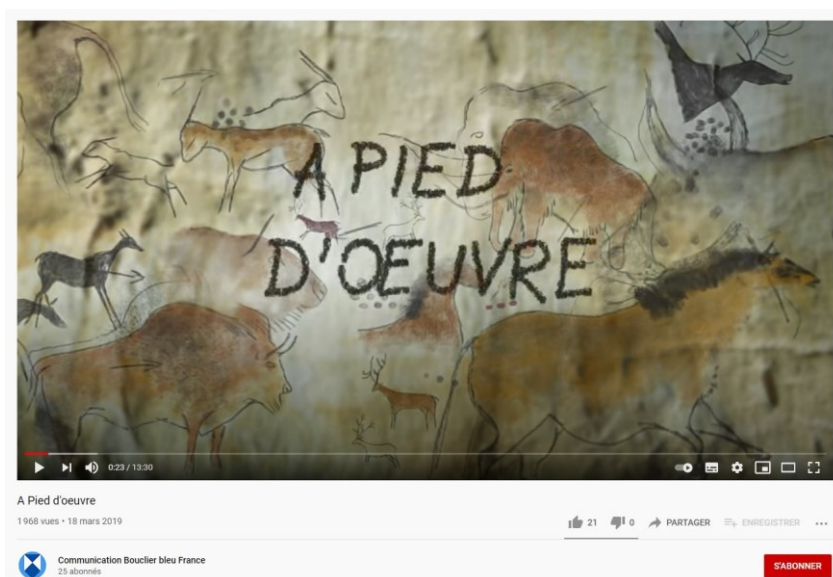 A PIED
D'OEUVRE
0:23 / 13:30
A Pied d'oeuvre
1 968 vues • 18 mars 2019
21
0
PARTAGER
ENREGISTRER
Communication Bouclier bleu France
25 abonnés
S'ABONNER